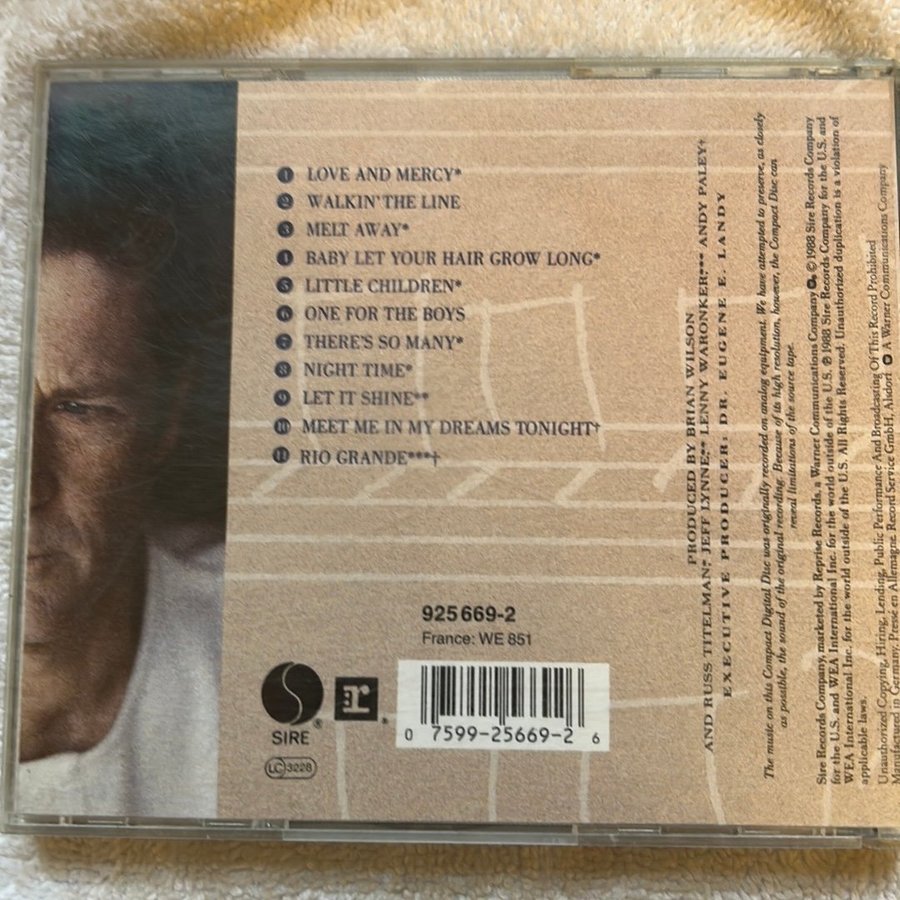 1 LOVE AND MERCY*
2 WALKIN' THE LINE
3 MELT AWAY*
4 BABY LET YOUR HAIR GROW LONG*
5 LITTLE CHILDREN*
6 ONE FOR THE BOYS
7 THERE'S SO MANY*
8 NIGHT TIME*
9 LET IT SHINE**
10 MEET ME IN MY DREAMS TONIGHT†
11 RIO GRANDE***†
925 669-2
France: WE 851
SIRE®
r®
LC 3228
0 7599-25669-2 6
PRODUCED BY BRIAN WILSON
AND RUSS TITELMAN* JEFF LYNNE** LENNY WARONKER*** ANDY PALEY†
EXECUTIVE PRODUCER: DR. EUGENE E. LANDY
The music on this Compact Digital Disc was originally recorded on analog equipment. We have attempted to preserve, as closely
as possible, the sound of the original recording. Because of its high resolution, however, the Compact Disc can
reveal limitations of the source tape.
Sire Records Company, marketed by Reprise Records, a Warner Communications Company © 1988 Sire Records Company
for the U.S. and WEA International Inc. for the world outside of the U.S. ℗ 1988 Sire Records Company for the U.S. and
WEA International Inc. for the world outside of the U.S. All Rights Reserved. Unauthorized duplication is a violation of
applicable laws.
Unauthorized Copying, Hiring, Lending, Public Performance And Broadcasting Of This Record Prohibited
Manufactured in Germany, Pressé en Allemagne. Record Service GmbH, Alsdorf A Warner Communications Company